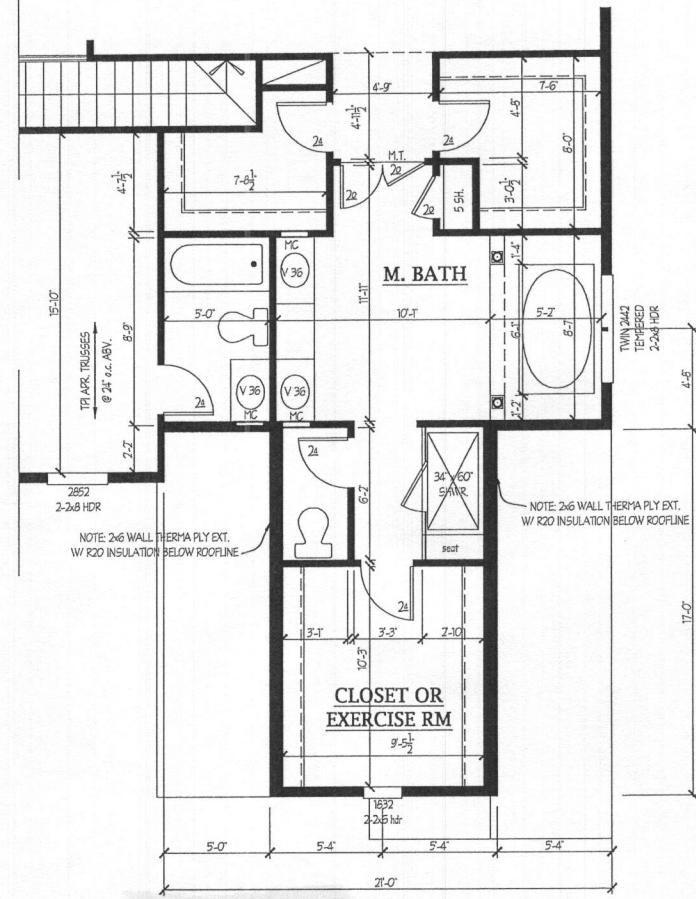 4'-9"
7'-6"
4'-11 1/2"
4'-8"
8'-0"
24
24
M.T.
20
20
20
5 SH.
3'-0 1/2"
4'-7 1/2"
7'-8 1/2"
MC
V 36
M. BATH
1'-4"
15'-10"
TPI APR. TRUSSES
@ 24" o.c. ABV.
8'-9"
5'-0"
11'-11"
10'-1"
6'-1"
5'-2"
8'-7"
TWIN 2442
TEMPERED
2-2x8 HDR
4'-8"
24
V 36
V 36
MC
MC
1'-2"
2'-2"
24
6'-2"
34" x 60"
SHWR.
seat
2852
2-2x8 HDR
NOTE: 2x6 WALL THERMA PLY EXT.
W/ R20 INSULATION BELOW ROOFLINE
NOTE: 2x6 WALL THERMA PLY EXT.
W/ R20 INSULATION BELOW ROOFLINE
24
3'-1"
3'-3"
2'-10
10'-3"
17'-0"
CLOSET OR
EXERCISE RM
9'-5 1/2"
1632
2-2x6 hdr
5'-0"
5'-4"
5'-4"
5'-4"
21'-0"